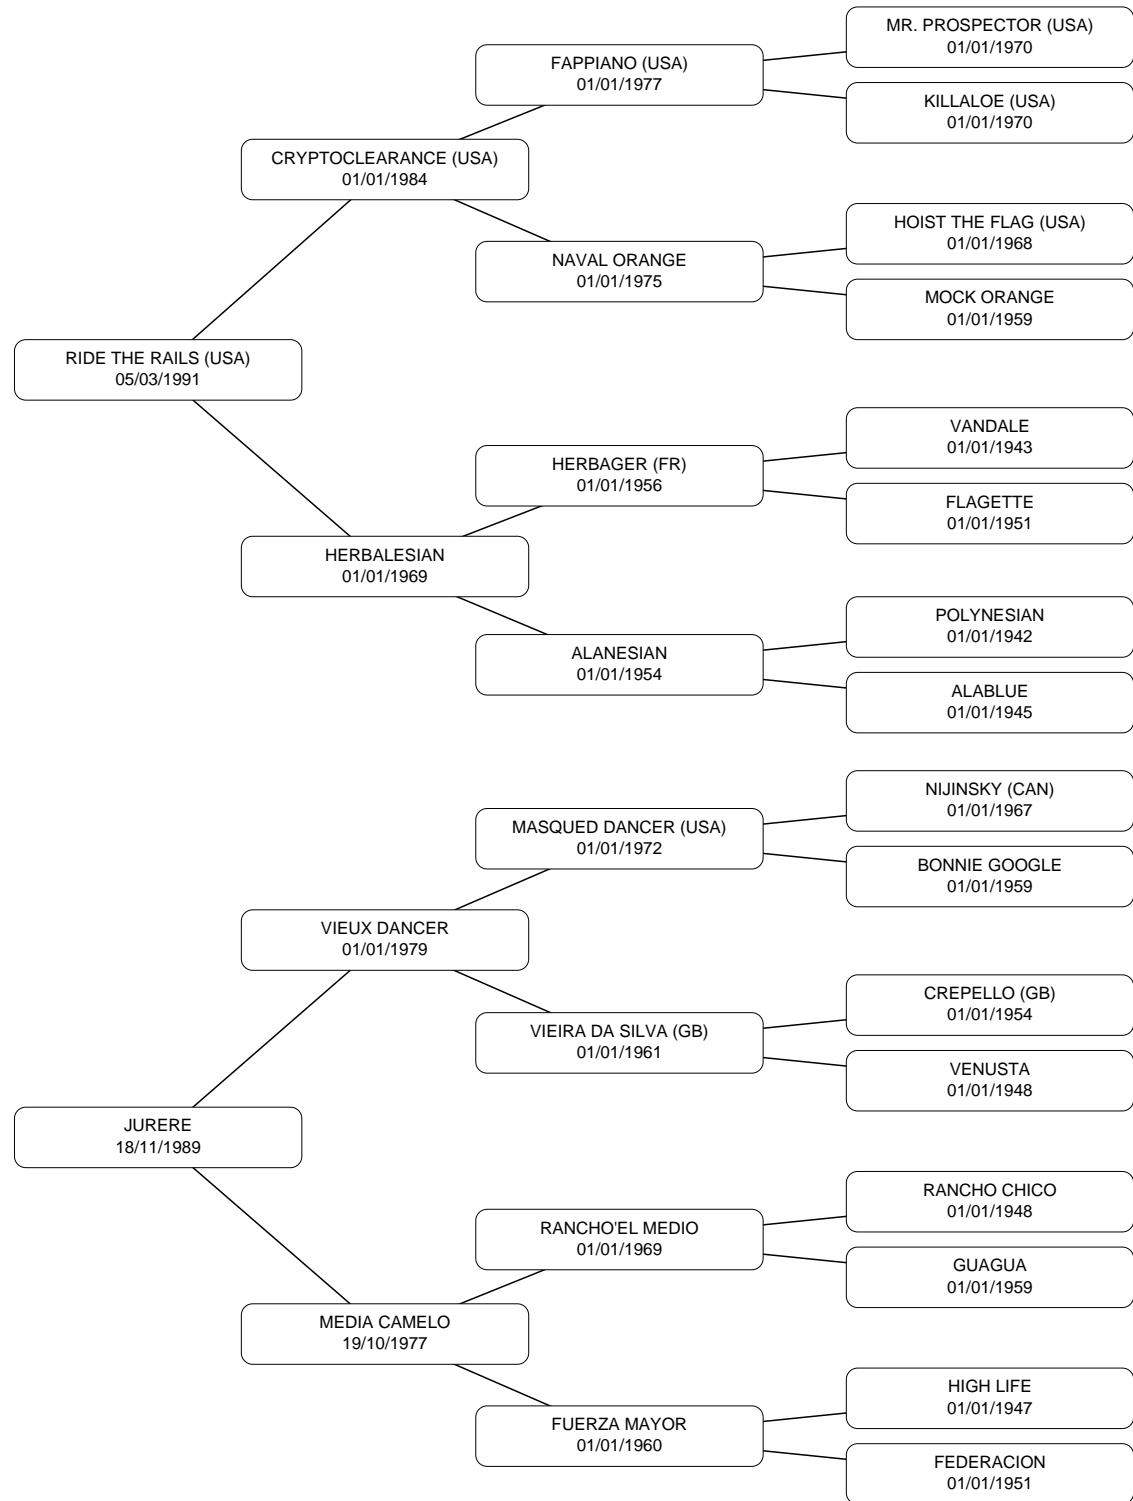 MR. PROSPECTOR (USA)
01/01/1970
FAPPIANO (USA)
01/01/1977
KILLALOE (USA)
01/01/1970
CRYPTOCLEARANCE (USA)
01/01/1984
HOIST THE FLAG (USA)
01/01/1968
NAVAL ORANGE
01/01/1975
MOCK ORANGE
01/01/1959
RIDE THE RAILS (USA)
05/03/1991
VANDALE
01/01/1943
HERBAGER (FR)
01/01/1956
FLAGETTE
01/01/1951
HERBALESIAN
01/01/1969
POLYNESIAN
01/01/1942
ALANESIAN
01/01/1954
ALABLUE
01/01/1945
NIJINSKY (CAN)
01/01/1967
MASQUED DANCER (USA)
01/01/1972
BONNIE GOOGLE
01/01/1959
VIEUX DANCER
01/01/1979
CREPELLO (GB)
01/01/1954
VIEIRA DA SILVA (GB)
01/01/1961
VENUSTA
01/01/1948
JURERE
18/11/1989
RANCHO CHICO
01/01/1948
RANCHO'EL MEDIO
01/01/1969
GUAGUA
01/01/1959
MEDIA CAMELO
19/10/1977
HIGH LIFE
01/01/1947
FUERZA MAYOR
01/01/1960
FEDERACION
01/01/1951